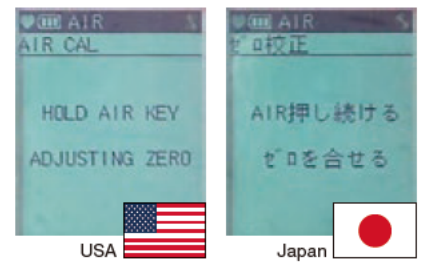 AIR
AIR CAL
HOLD AIR KEY
ADJUSTING ZERO
USA
AIR
ゼロ校正
AIR押し続ける
ゼロを合せる
Japan